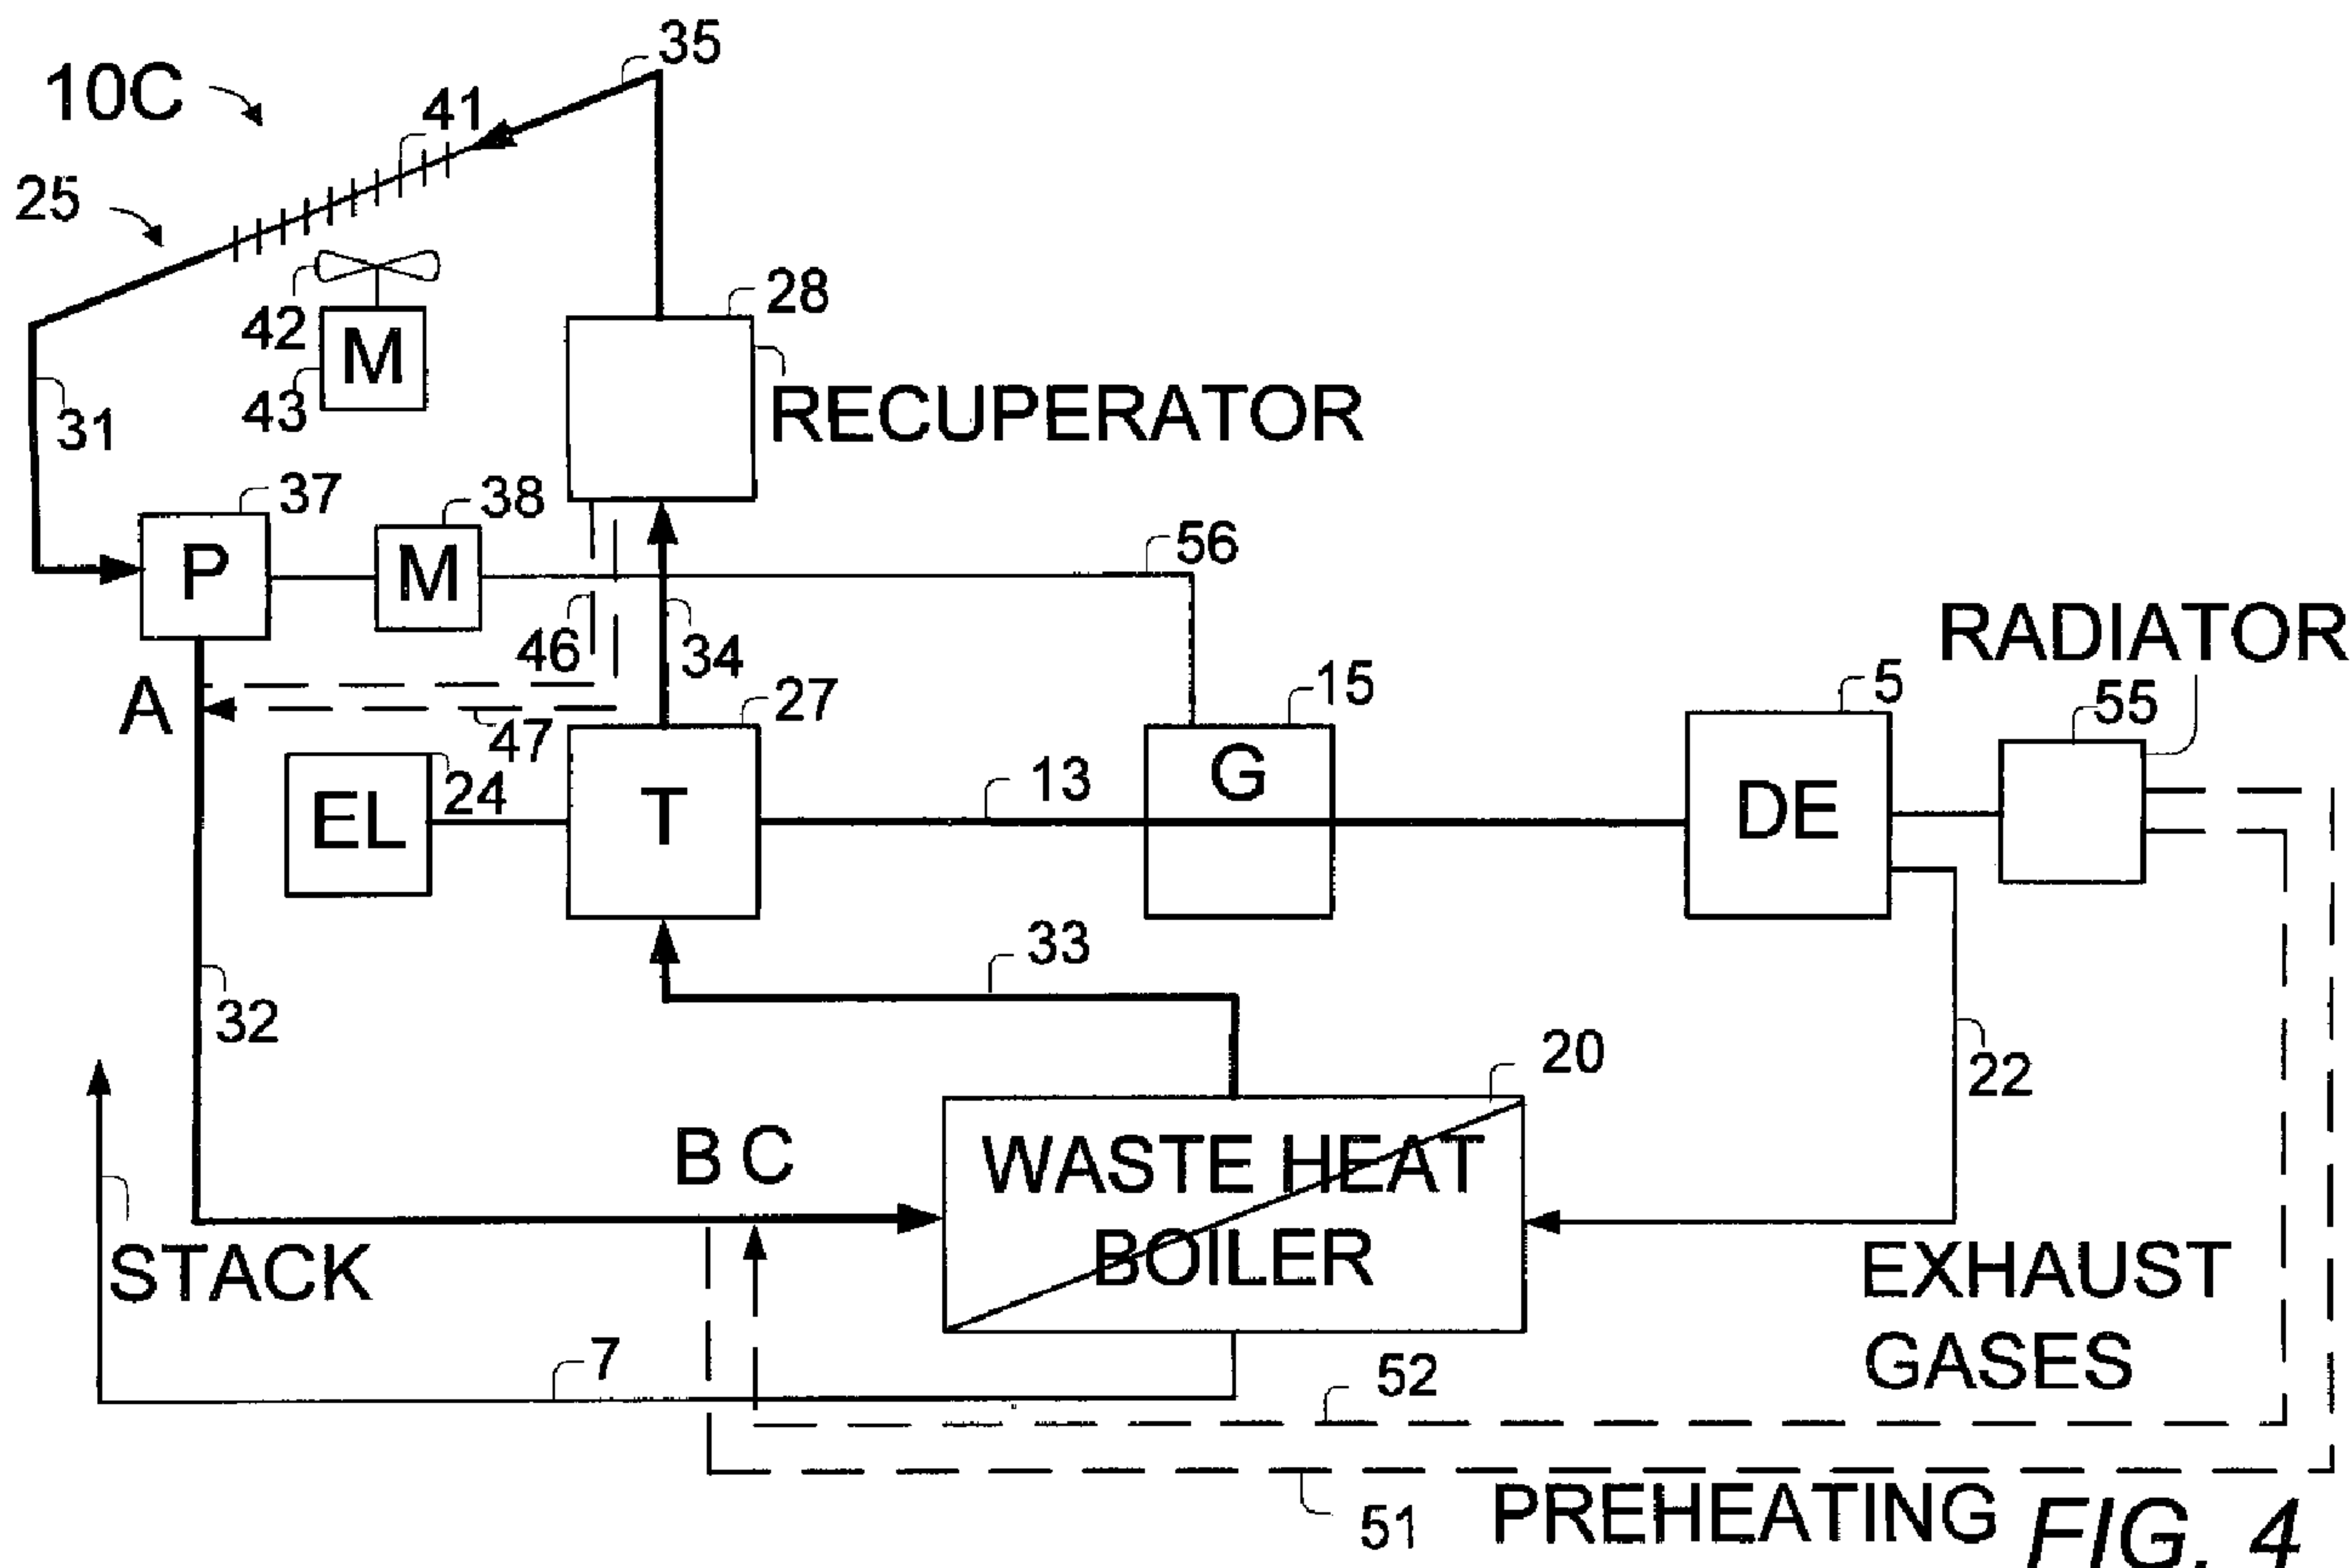 35
10C
41
25
28
42
M
43
31
RECUPERATOR
37
38
P
M
56
46
34
RADIATOR
A
47
27
15
5
55
EL
24
T
13
G
DE
33
32
20
22
B C
WASTE HEAT
BOILER
STACK
EXHAUST
GASES
7
52
51
PREHEATING
FIG. 4